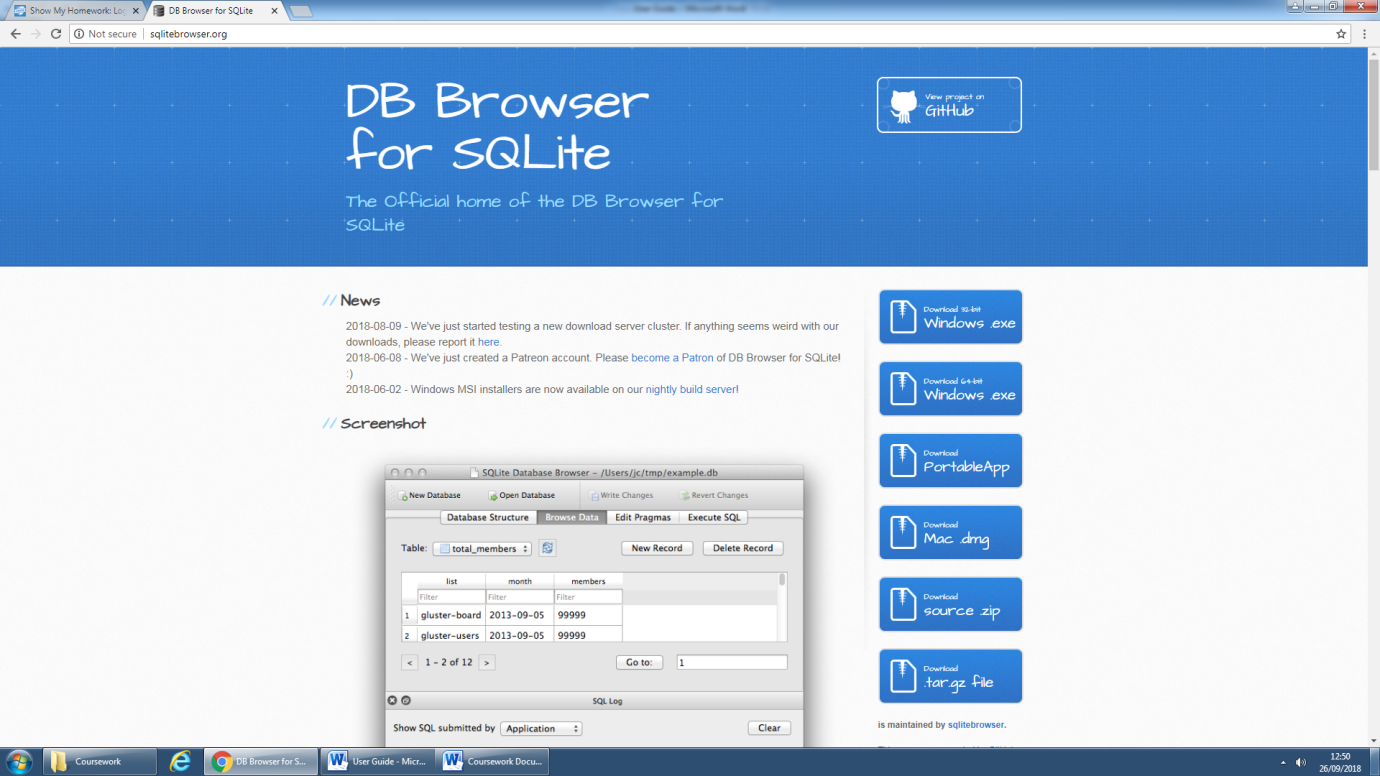 User Guide - Microsoft Word
Show My Homework: Lo
DB Browser for SQLite
Not secure
sqlitebrowser.org
DB Browser
for SQLite
The Official home of the DB Browser for
SQLite
View project on
GitHub
// News
2018-08-09 - We've just started testing a new download server cluster. If anything seems weird with our
downloads, please report it here.
2018-06-08 - We've just created a Patreon account. Please become a Patron of DB Browser for SQLite!
:)
2018-06-02 - Windows MSI installers are now available on our nightly build server!
// Screenshot
SQLite Database Browser - /Users/jc/tmp/example.db
New Database
Open Database
Write Changes
Revert Changes
Database Structure
Browse Data
Edit Pragmas
Execute SQL
Table:
total_members
New Record
Delete Record
list month members
Filter Filter Filter
1 gluster-board 2013-09-05 99999
2 gluster-users 2013-09-05 99999
< 1 - 2 of 12 >
Go to:
1
SQL Log
Show SQL submitted by
Application
Clear
Download 32-bit
Windows .exe
Download 64-bit
Windows .exe
Download
PortableApp
Download
Mac .dmg
Download
source .zip
Download
.tar.gz file
is maintained by sqlitebrowser.
Coursework
DB Browser for S...
User Guide - Micr...
Coursework Docu...
12:50
26/09/2018